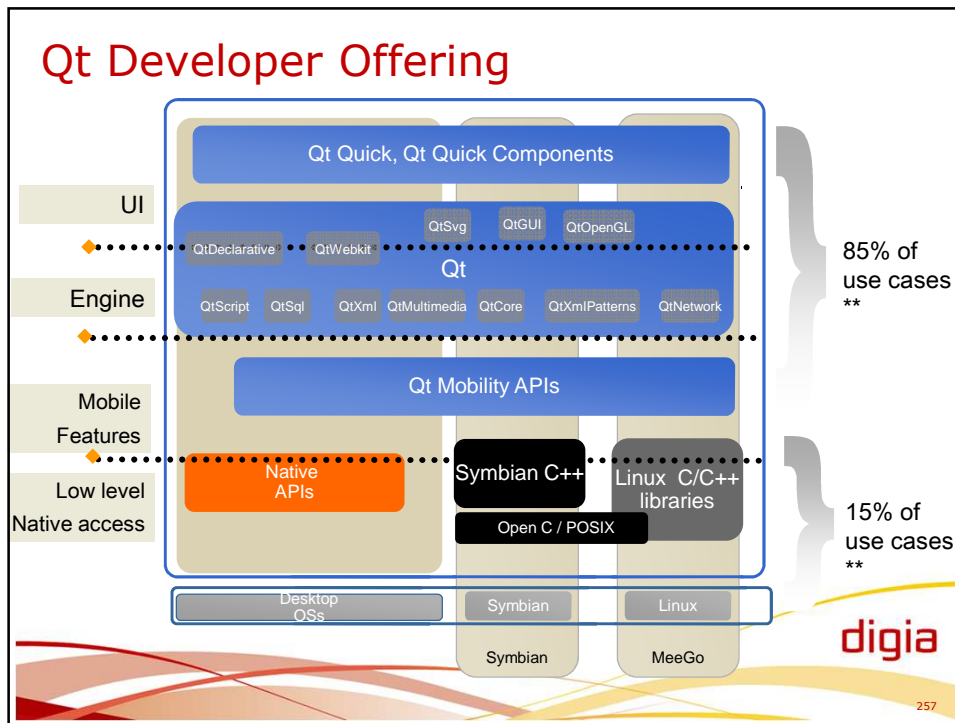 Qt Developer Offering
Qt Quick, Qt Quick Components
UI
QtSvg
QtGUI
QtOpenGL
QtDeclarative
QtWebkit
Qt
Engine
QtScript
QtSql
QtXml
QtMultimedia
QtCore
QtXmlPatterns
QtNetwork
85% of
use cases
**
Qt Mobility APIs
Mobile
Features
Native
APIs
Symbian C++
Linux C/C++
libraries
Low level
Native access
Open C / POSIX
15% of
use cases
**
Desktop
OSs
Symbian
Linux
Symbian
MeeGo
digia
257